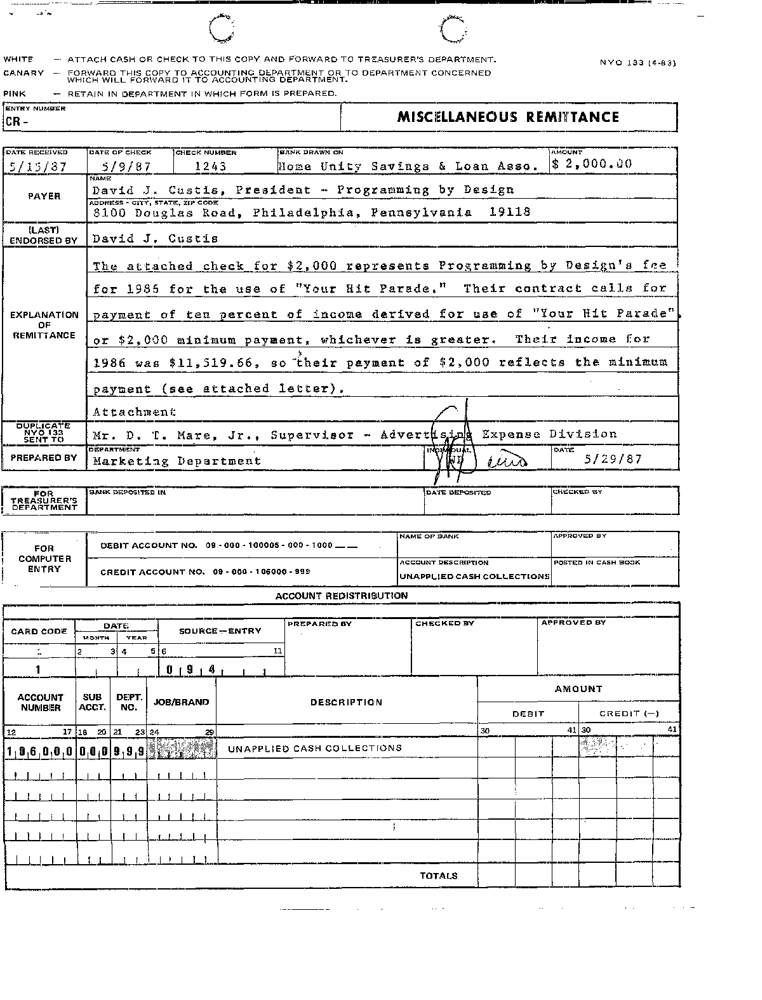 WHITE — ATTACH CASH OR CHECK TO THIS COPY AND FORWARD TO TREASURER'S DEPARTMENT. NYO 133 (4-83)
CANARY — FORWARD THIS COPY TO ACCOUNTING DEPARTMENT OR TO DEPARTMENT CONCERNED
WHICH WILL FORWARD IT TO ACCOUNTING DEPARTMENT.
PINK — RETAIN IN DEPARTMENT IN WHICH FORM IS PREPARED.
ENTRY NUMBER
CR -
MISCELLANEOUS REMITTANCE
DATE RECEIVED DATE OF CHECK CHECK NUMBER BANK DRAWN ON AMOUNT
5/15/87 5/9/87 1243 Home Unity Savings & Loan Asso. $ 2,000.00
PAYER
NAME
David J. Custis, President - Programming by Design
ADDRESS - CITY, STATE, ZIP CODE
8100 Douglas Road, Philadelphia, Pennsylvania 19118
(LAST)
ENDORSED BY
David J. Custis
EXPLANATION
OF
REMITTANCE
The attached check for $2,000 represents Programming by Design's fee
for 1986 for the use of "Your Hit Parade." Their contract calls for
payment of ten percent of income derived for use of "Your Hit Parade"
or $2,000 minimum payment, whichever is greater. Their income for
1986 was $11,519.66, so their payment of $2,000 reflects the minimum
payment (see attached letter).
Attachment
DUPLICATE
NYO 133
SENT TO
Mr. D. T. Mare, Jr., Supervisor - Advertising Expense Division
PREPARED BY
DEPARTMENT
Marketing Department
INDIVIDUAL
DATE
5/29/87
FOR
TREASURER'S
DEPARTMENT
BANK DEPOSITED IN DATE DEPOSITED CHECKED BY
FOR
COMPUTER
ENTRY
DEBIT ACCOUNT NO. 09 - 000 - 100005 - 000 - 1000
NAME OF BANK APPROVED BY
CREDIT ACCOUNT NO. 09 - 000 - 106000 - 999
ACCOUNT DESCRIPTION POSTED IN CASH BOOK
UNAPPLIED CASH COLLECTIONS
ACCOUNT REDISTRIBUTION
CARD CODE DATE SOURCE—ENTRY PREPARED BY CHECKED BY APPROVED BY
MONTH YEAR
1 2 3 4 5 6 11
1 0 9 4
ACCOUNT
NUMBER
SUB
ACCT.
DEPT.
NO.
JOB/BRAND DESCRIPTION AMOUNT
DEBIT CREDIT (—)
12 17 18 20 21 23 24 29 30 41 30 41
1 0 6 0 0 0 0 0 0 9 9 9 UNAPPLIED CASH COLLECTIONS
TOTALS